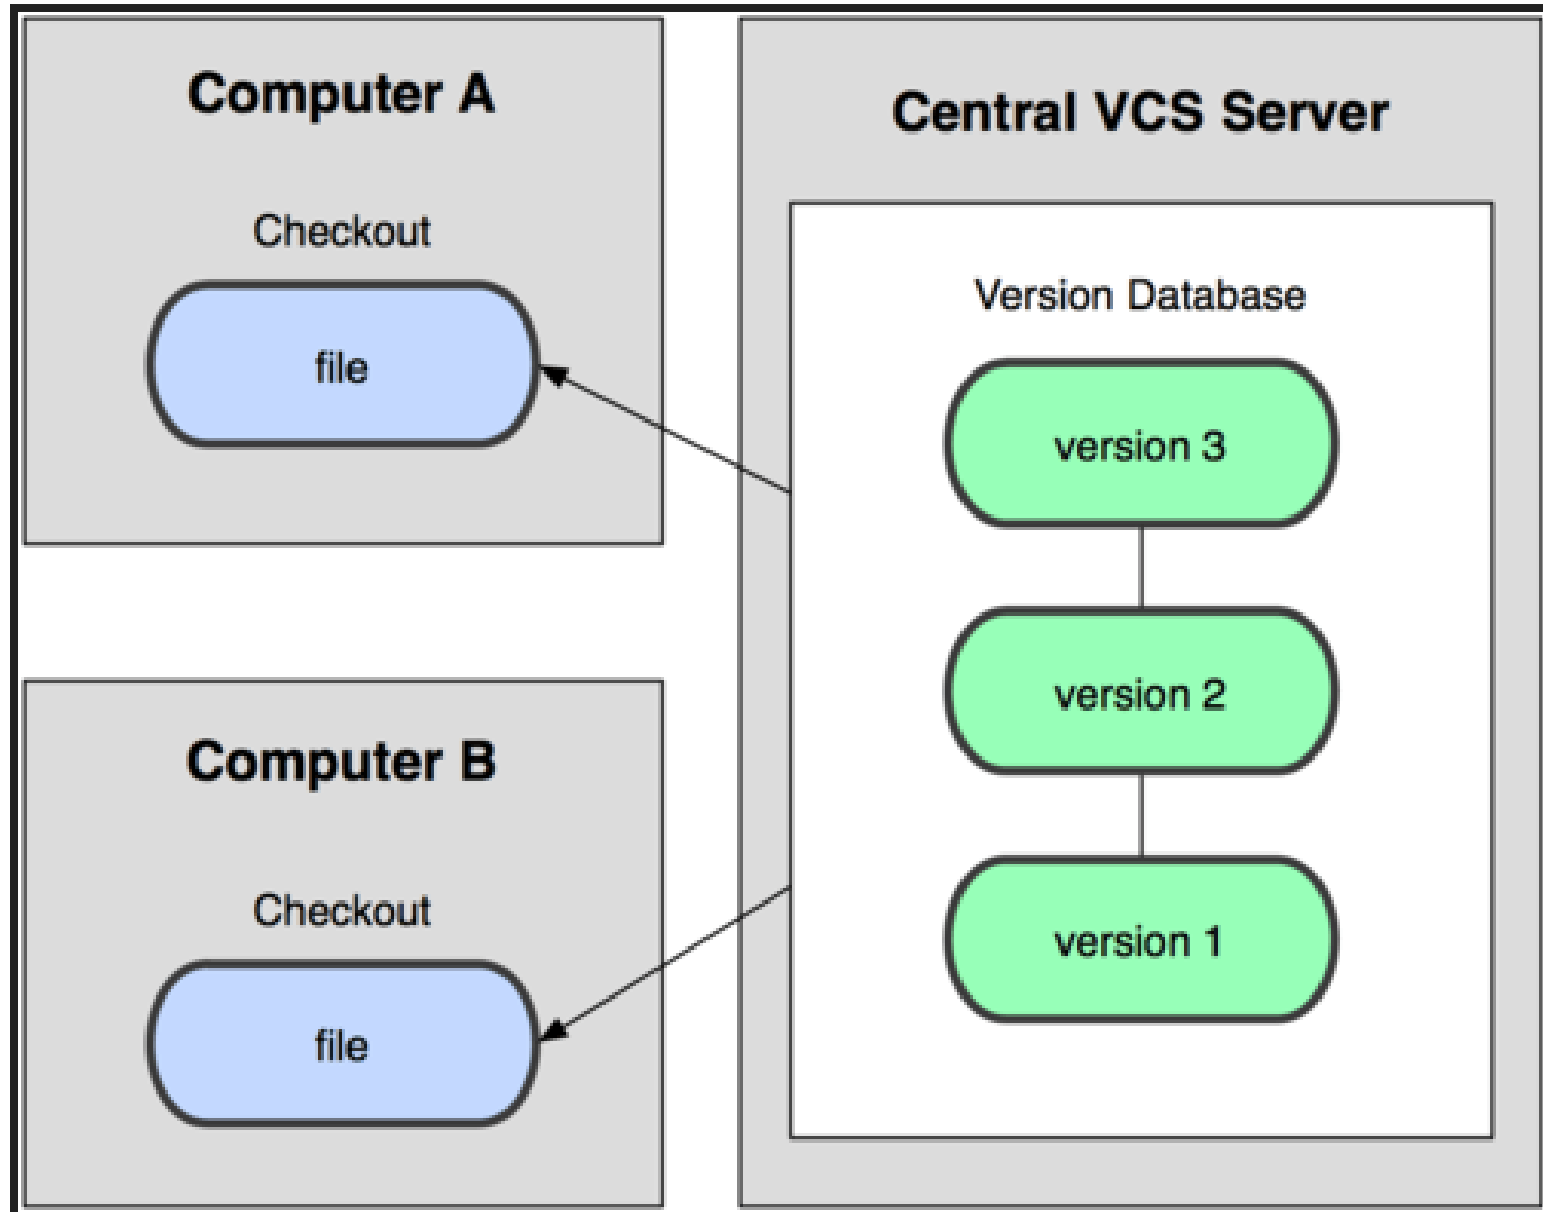 Computer A
Checkout
file
Computer B
Checkout
file
Central VCS Server
Version Database
version 3
version 2
version 1